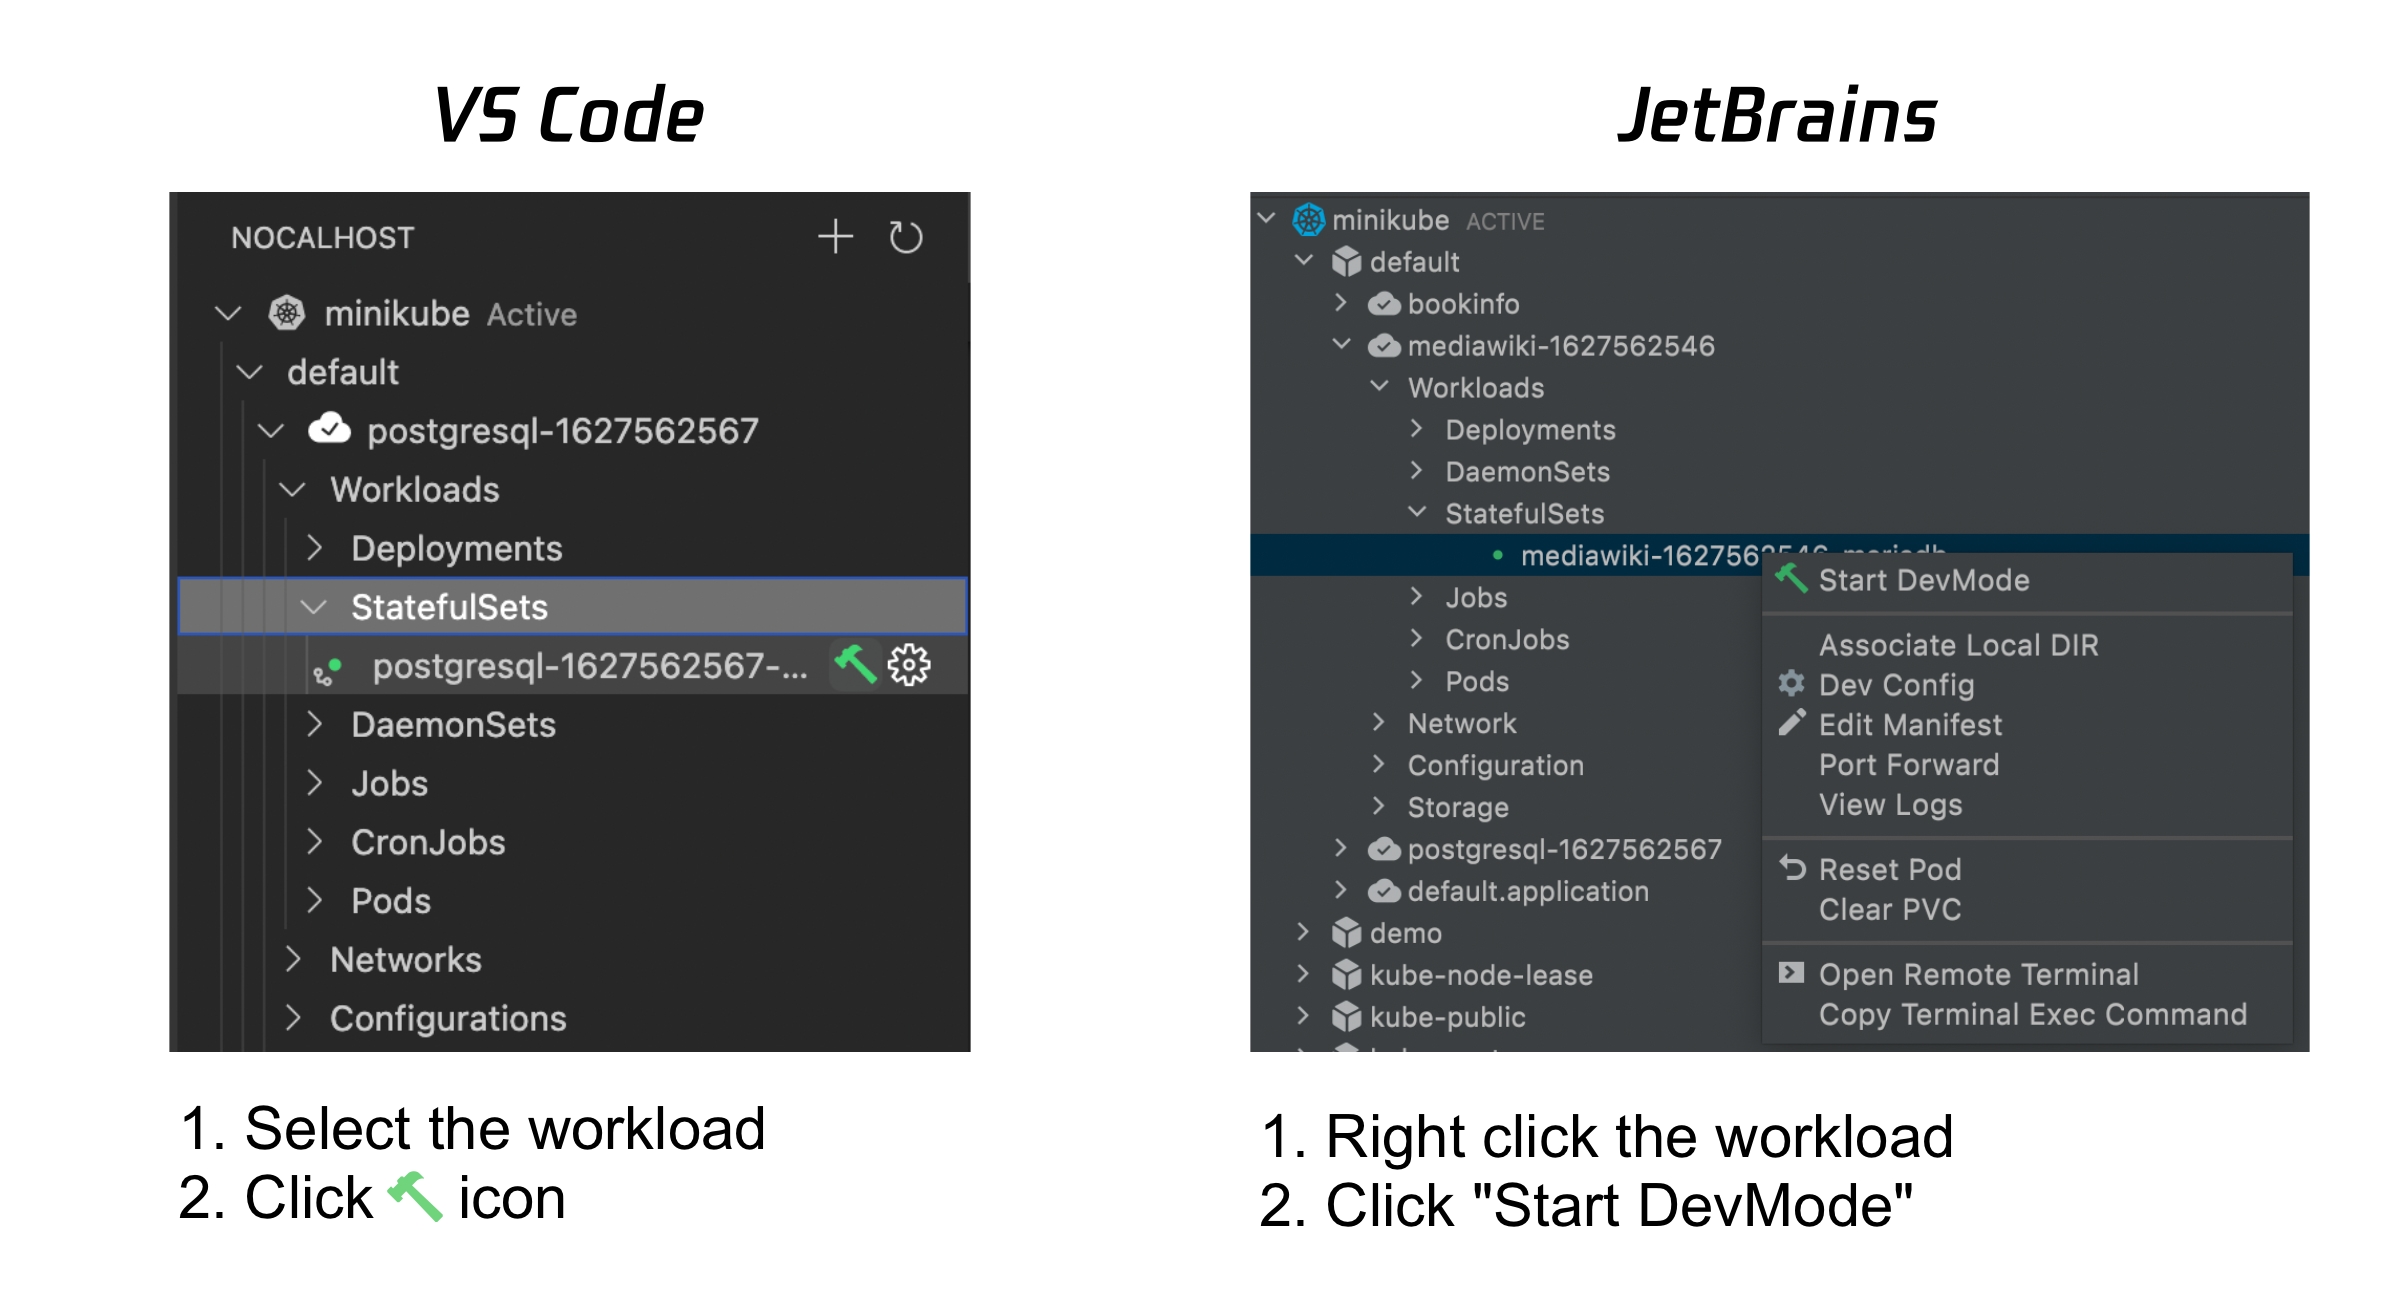 VS Code
NOCALHOST
minikube Active
default
postgresql-1627562567
Workloads
Deployments
StatefulSets
postgresql-1627562567-...
DaemonSets
Jobs
CronJobs
Pods
Networks
Configurations
1. Select the workload
2. Click icon
JetBrains
minikube ACTIVE
default
bookinfo
mediawiki-1627562546
Workloads
Deployments
DaemonSets
StatefulSets
mediawiki-1627562546-mariadb
Jobs
CronJobs
Pods
Network
Configuration
Storage
postgresql-1627562567
default.application
demo
kube-node-lease
kube-public
Start DevMode
Associate Local DIR
Dev Config
Edit Manifest
Port Forward
View Logs
Reset Pod
Clear PVC
Open Remote Terminal
Copy Terminal Exec Command
1. Right click the workload
2. Click "Start DevMode"